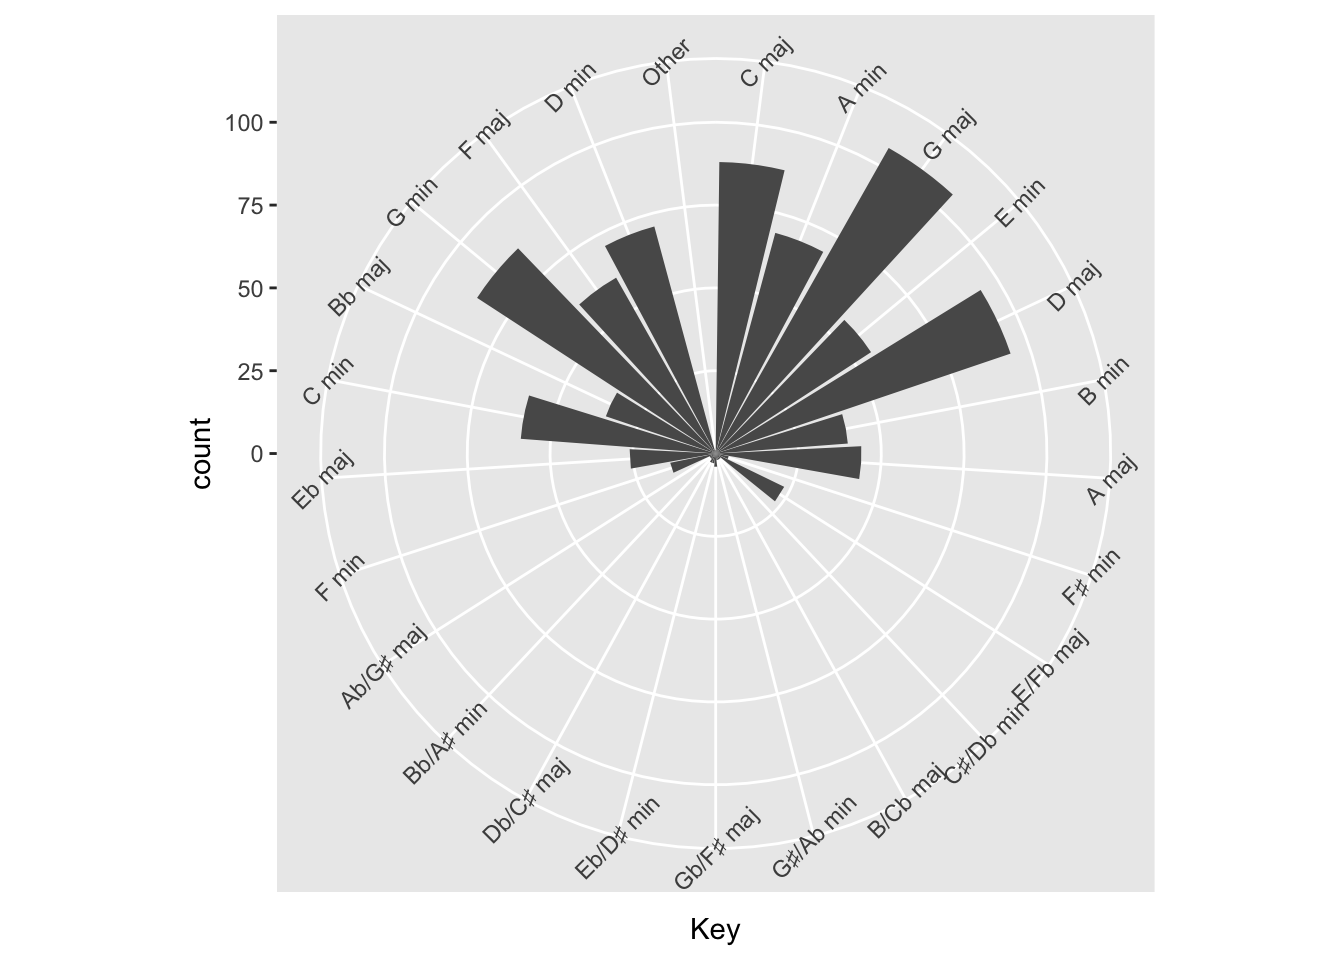 Other
C maj
A min
G maj
E min
D maj
B min
A maj
F♯ min
E/Fb maj
C♯/Db min
B/Cb maj
G♯/Ab min
Gb/F♯ maj
Eb/D♯ min
Db/C♯ maj
Bb/A♯ min
Ab/G♯ maj
F min
Eb maj
C min
Bb maj
G min
F maj
D min
100
75
50
25
0
count
Key